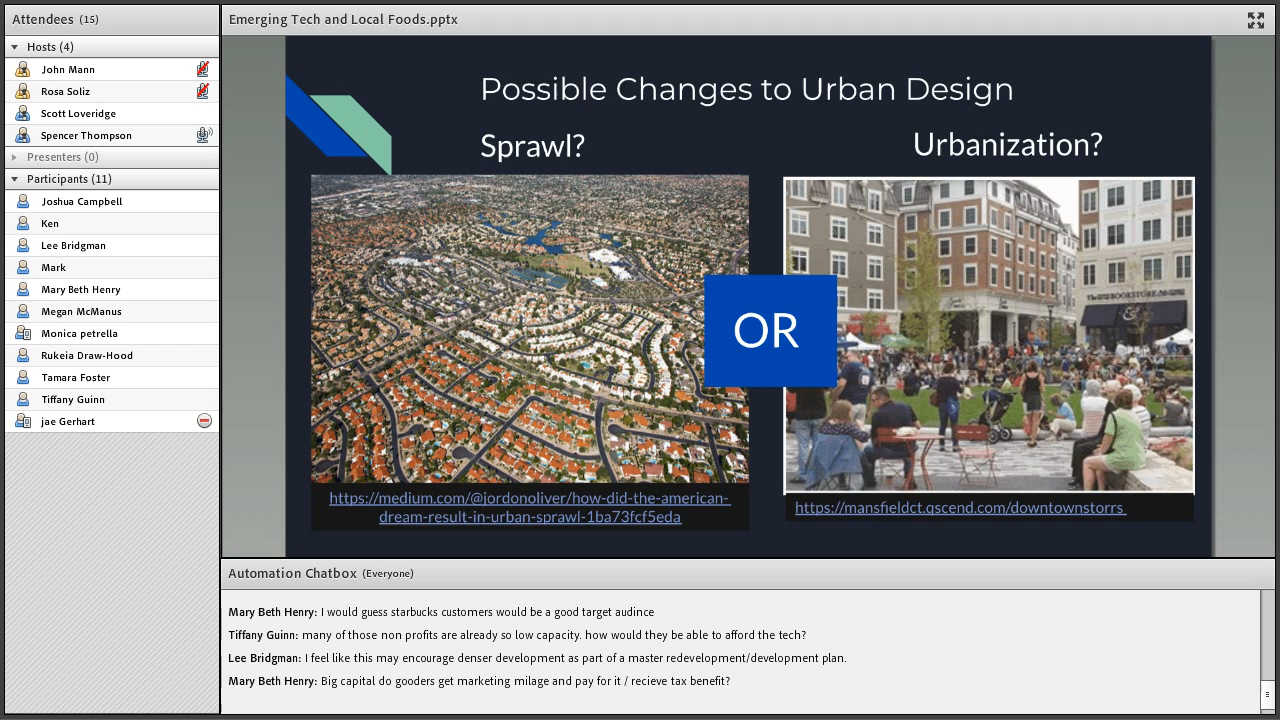 Attendees (15)
Hosts (4)
John Mann
Rosa Soliz
Scott Loveridge
Spencer Thompson
Presenters (0)
Participants (11)
Joshua Campbell
Ken
Lee Bridgman
Mark
Mary Beth Henry
Megan McManus
Monica petrella
Rukeia Draw-Hood
Tamara Foster
Tiffany Guinn
jae Gerhart
Emerging Tech and Local Foods.pptx
Possible Changes to Urban Design
Sprawl?
Urbanization?
BOOKSTORE
&
OR
https://medium.com/@jordonoliver/how-did-the-american-
dream-result-in-urban-sprawl-1ba73fcf5eda
https://mansfieldct.qscend.com/downtownstorrs
Automation Chatbox (Everyone)
Mary Beth Henry: I would guess starbucks customers would be a good target audince
Tiffany Guinn: many of those non profits are already so low capacity. how would they be able to afford the tech?
Lee Bridgman: I feel like this may encourage denser development as part of a master redevelopment/development plan.
Mary Beth Henry: Big capital do gooders get marketing milage and pay for it / recieve tax benefit?